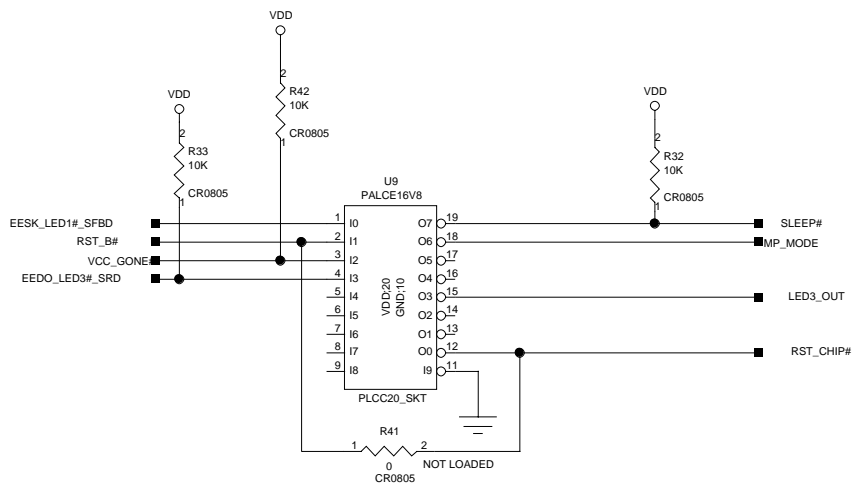 VDD
2
R42
10K
CR0805
1
VDD
2
R33
10K
CR0805
1
VDD
2
R32
10K
CR0805
1
U9
PALCE16V8
EESK_LED1#_SFBD
RST_B#
VCC_GONE#
EEDO_LED3#_SRD
1 I0
2 I1
3 I2
4 I3
5 I4
6 I5
7 I6
8 I7
9 I8
VDD;20
GND;10
O7 19
O6 18
O5 17
O4 16
O3 15
O2 14
O1 13
O0 12
I9 11
SLEEP#
MP_MODE
LED3_OUT
RST_CHIP#
PLCC20_SKT
R41
1 2
0
CR0805
NOT LOADED